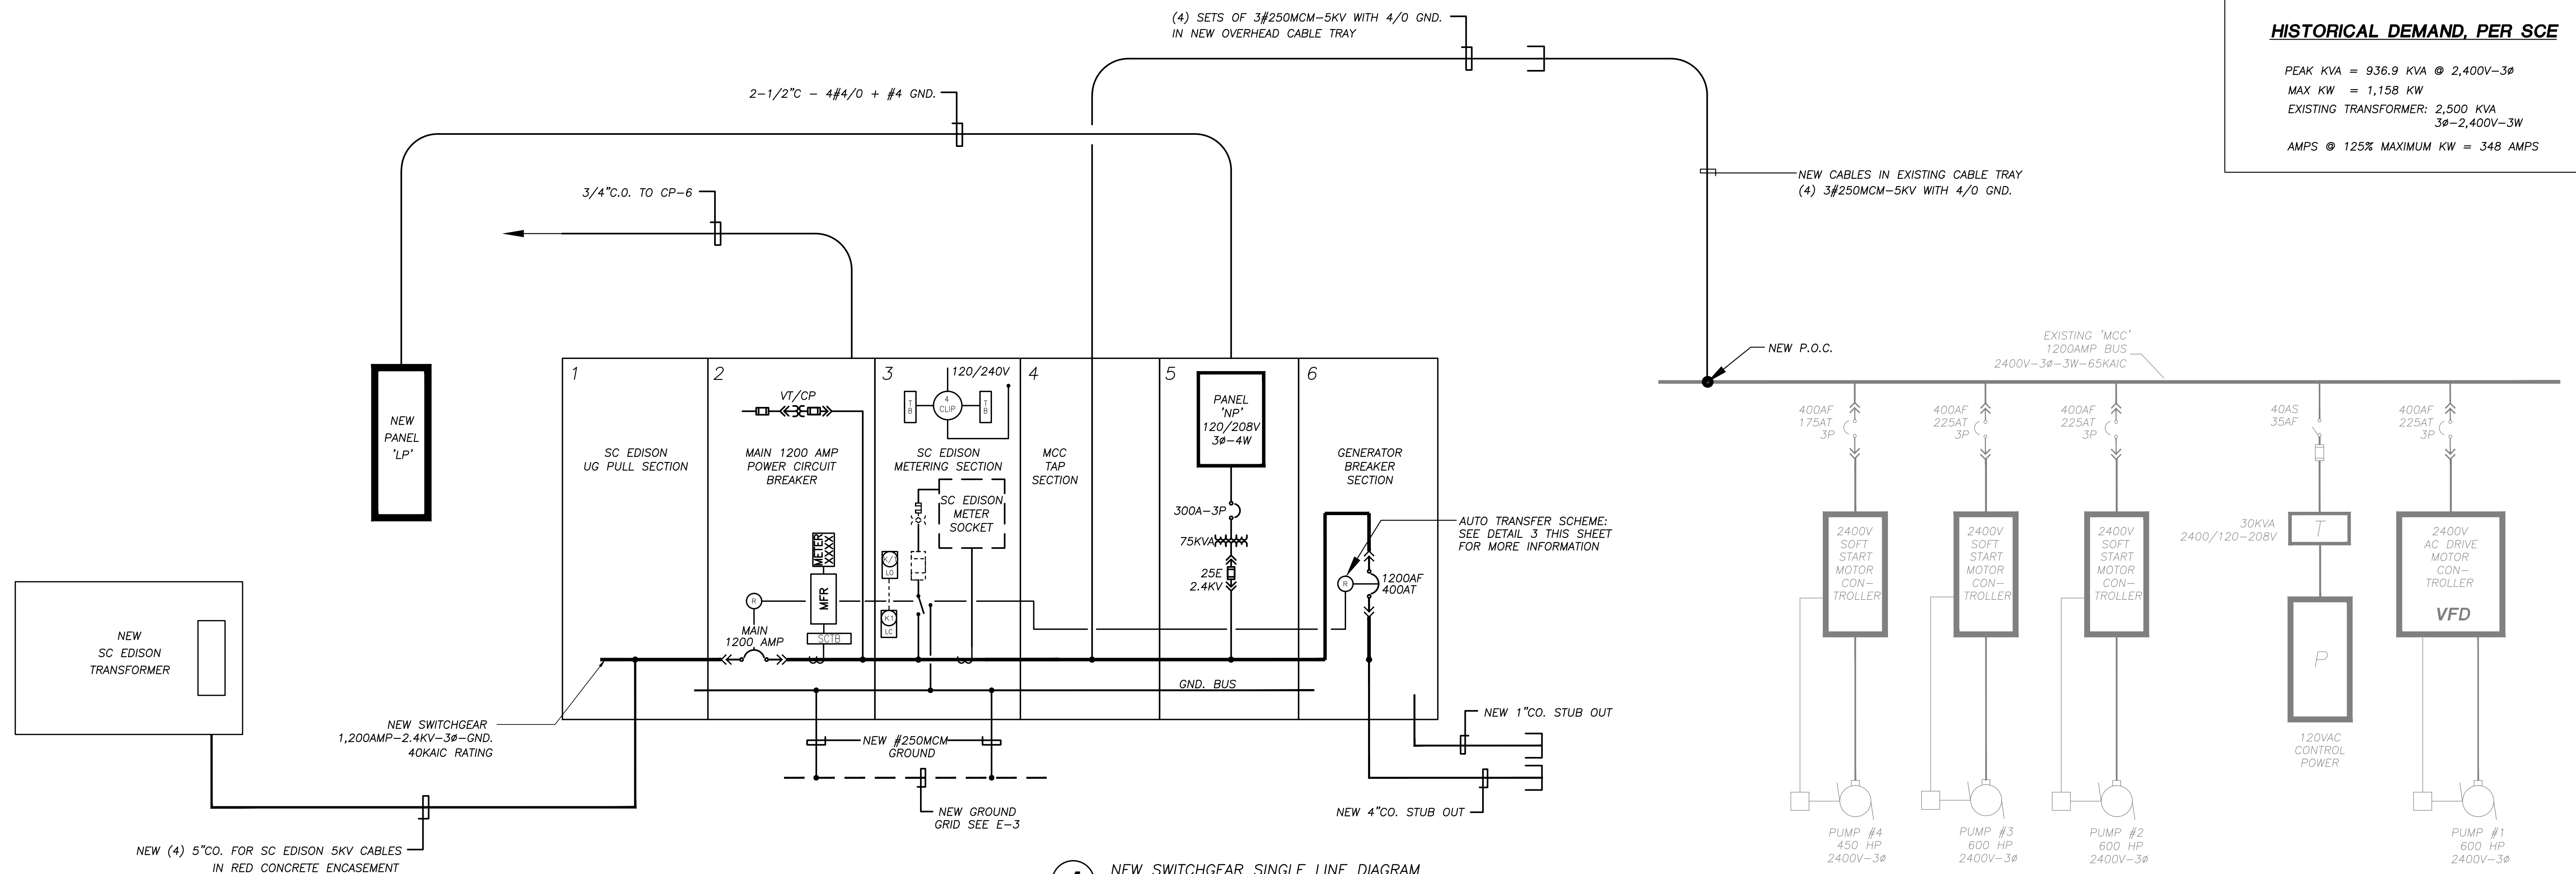 (4) SETS OF 3#250MCM-5KV WITH 4/0 GND.
IN NEW OVERHEAD CABLE TRAY
HISTORICAL DEMAND, PER SCE
PEAK KVA = 936.9 KVA @ 2,400V-3ø
MAX KW = 1,158 KW
EXISTING TRANSFORMER: 2,500 KVA
3ø-2,400V-3W
AMPS @ 125% MAXIMUM KW = 348 AMPS
2-1/2"C - 4#4/0 + #4 GND.
3/4"C.O. TO CP-6
NEW CABLES IN EXISTING CABLE TRAY
(4) 3#250MCM-5KV WITH 4/0 GND.
NEW P.O.C.
EXISTING 'MCC'
1200AMP BUS
2400V-3ø-3W-65KAIC
NEW
PANEL
'LP'
1
SC EDISON
UG PULL SECTION
2
VT/CP
MAIN 1200 AMP
POWER CIRCUIT
BREAKER
METER
XXXX
MFR
SCTB
R
MAIN
1200 AMP
3
120/240V
T
B
4
CLIP
T
B
SC EDISON
METERING SECTION
SC EDISON
METER
SOCKET
LO
K1
LC
4
MCC
TAP
SECTION
5
PANEL
'NP'
120/208V
3ø-4W
300A-3P
75KVA
25E
2.4KV
6
GENERATOR
BREAKER
SECTION
R
1200AF
400AT
AUTO TRANSFER SCHEME:
SEE DETAIL 3 THIS SHEET
FOR MORE INFORMATION
GND. BUS
NEW
SC EDISON
TRANSFORMER
NEW SWITCHGEAR
1,200AMP-2.4KV-3ø-GND.
40KAIC RATING
NEW #250MCM
GROUND
NEW GROUND
GRID SEE E-3
NEW 1"CO. STUB OUT
NEW 4"CO. STUB OUT
NEW (4) 5"CO. FOR SC EDISON 5KV CABLES
IN RED CONCRETE ENCASEMENT
400AF
175AT
3P
400AF
225AT
3P
400AF
225AT
3P
40AS
35AF
400AF
225AT
3P
2400V
SOFT
START
MOTOR
CON-
TROLLER
2400V
SOFT
START
MOTOR
CON-
TROLLER
2400V
SOFT
START
MOTOR
CON-
TROLLER
30KVA
2400/120-208V
T
P
120VAC
CONTROL
POWER
2400V
AC DRIVE
MOTOR
CON-
TROLLER
VFD
PUMP #4
450 HP
2400V-3ø
PUMP #3
600 HP
2400V-3ø
PUMP #2
600 HP
2400V-3ø
PUMP #1
600 HP
2400V-3ø
NEW SWITCHGEAR SINGLE LINE DIAGRAM